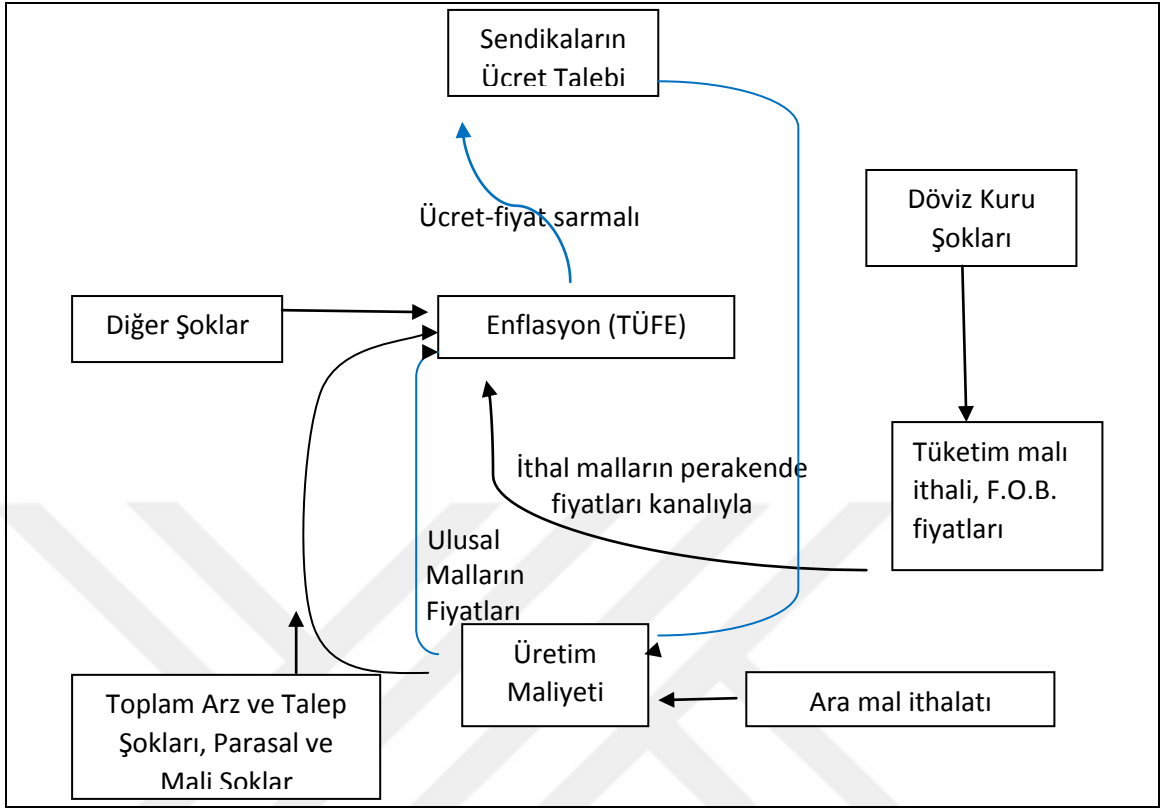 Sendikaların
Ücret Talebi
Döviz Kuru
Şokları
Ücret-fiyat sarmalı
Diğer Şoklar
Enflasyon (TÜFE)
Tüketim malı
ithali, F.O.B.
fiyatları
İthal malların perakende
fiyatları kanalıyla
Ulusal
Malların
Fiyatları
Üretim
Maliyeti
Ara mal ithalatı
Toplam Arz ve Talep
Şokları, Parasal ve
Mali Şoklar